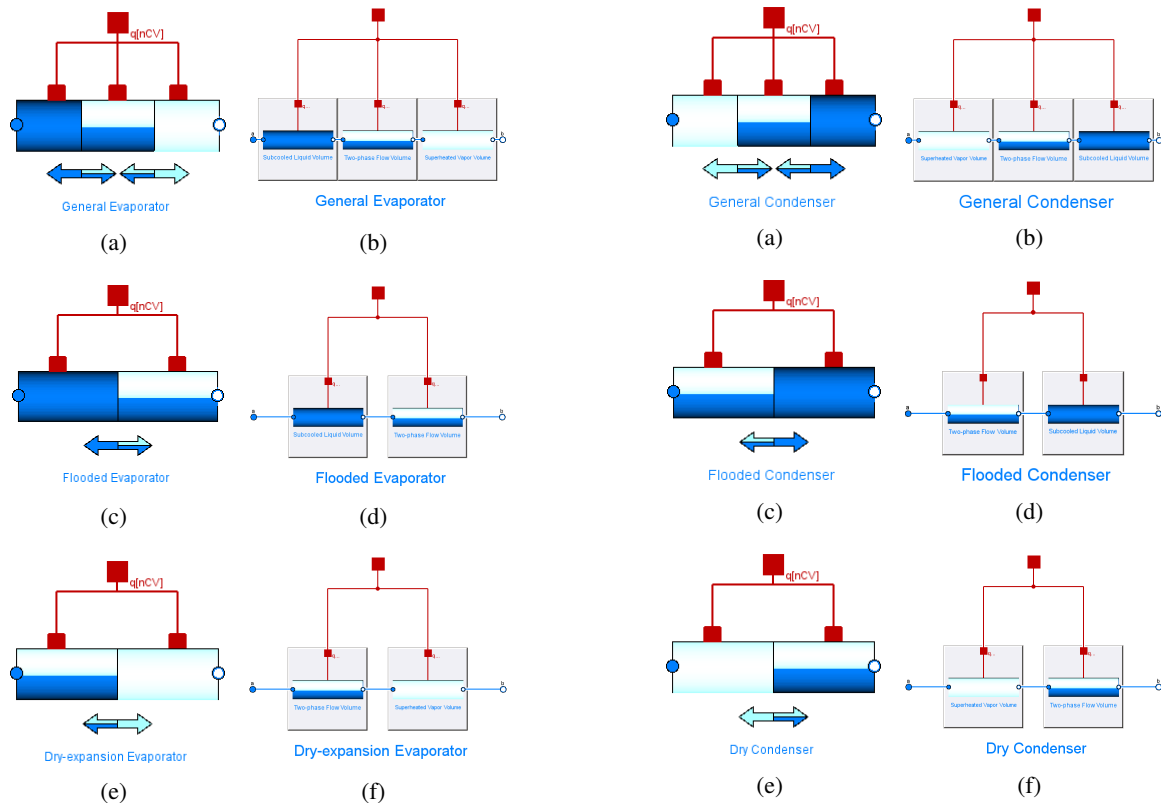 q[nCV]
General Evaporator
(a)
a
q...
q...
q...
b
Subcooled Liquid Volume
Two-phase Flow Volume
Superheated Vapor Volume
General Evaporator
(b)
q[nCV]
General Condenser
(a)
a
q...
q...
q...
b
Superheated Vapor Volume
Two-phase Flow Volume
Subcooled Liquid Volume
General Condenser
(b)
q[nCV]
Flooded Evaporator
(c)
a
q...
b
Subcooled Liquid Volume
Two-phase Flow Volume
Flooded Evaporator
(d)
q[nCV]
Flooded Condenser
(c)
a
q...
b
Two-phase Flow Volume
Subcooled Liquid Volume
Flooded Condenser
(d)
q[nCV]
Dry-expansion Evaporator
(e)
a
q...
q...
b
Two-phase Flow Volume
Superheated Vapor Volume
Dry-expansion Evaporator
(f)
q[nCV]
Dry Condenser
(e)
a
q...
q...
b
Superheated Vapor Volume
Two-phase Flow Volume
Dry Condenser
(f)